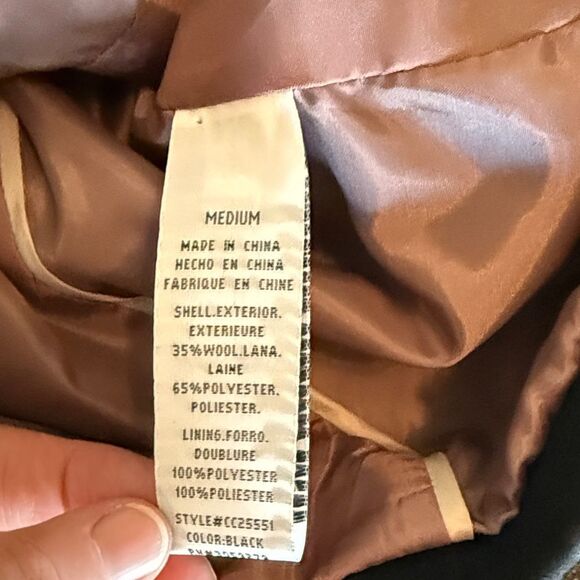 MEDIUM
MADE IN CHINA
HECHO EN CHINA
FABRIQUE EN CHINE
SHELL.EXTERIOR.
EXTERIEURE
35%WOOL.LANA.
LAINE
65%POLYESTER.
POLIESTER.
LINING.FORRO.
DOUBLURE
100%POLYESTER
100%POLIESTER
STYLE#CC25551
COLOR:BLACK